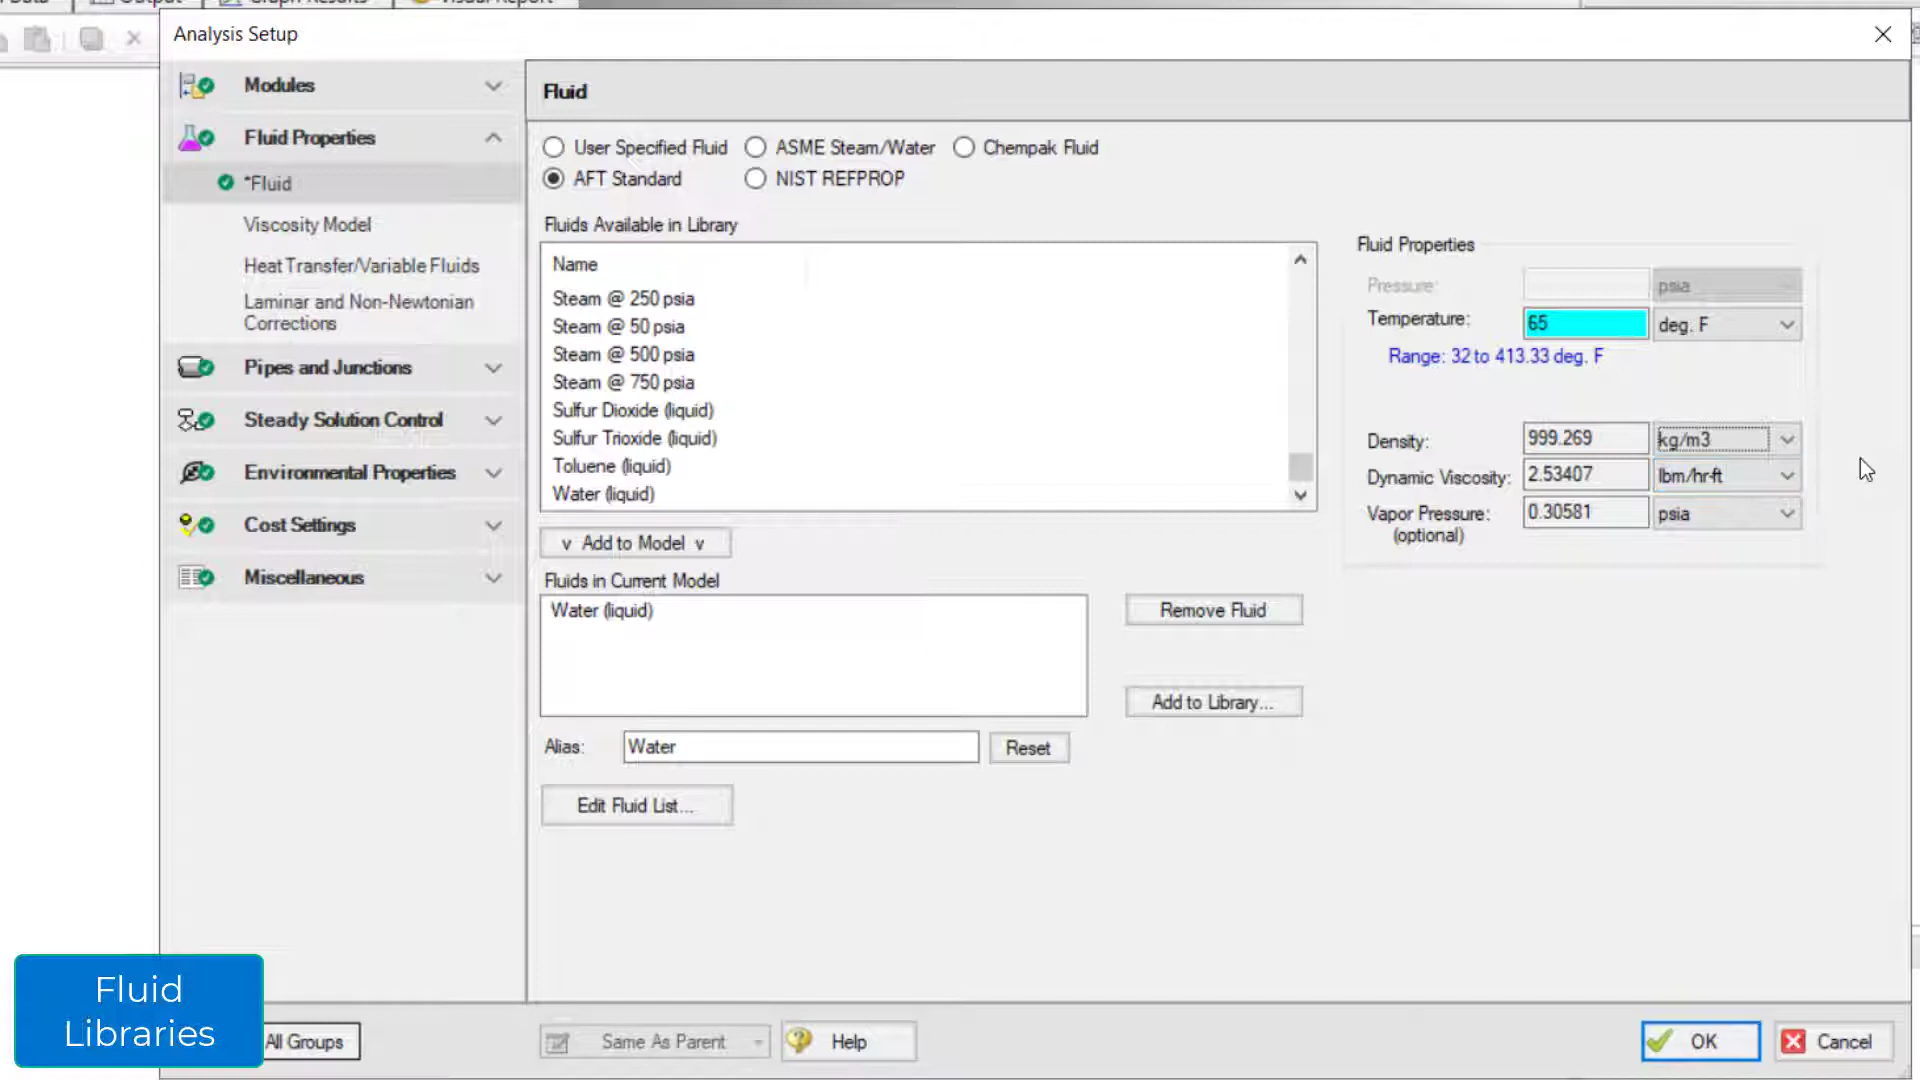 Output
Graph Results
Visual Report
Analysis Setup
Modules
Fluid Properties
*Fluid
Viscosity Model
Heat Transfer/Variable Fluids
Laminar and Non-Newtonian
Corrections
Pipes and Junctions
Steady Solution Control
Environmental Properties
Cost Settings
Miscellaneous
Fluid
User Specified Fluid
ASME Steam/Water
Chempak Fluid
AFT Standard
NIST REFPROP
Fluids Available in Library
Name
Steam @ 250 psia
Steam @ 50 psia
Steam @ 500 psia
Steam @ 750 psia
Sulfur Dioxide (liquid)
Sulfur Trioxide (liquid)
Toluene (liquid)
Water (liquid)
v Add to Model v
Fluids in Current Model
Water (liquid)
Remove Fluid
Add to Library...
Alias: Water Reset
Edit Fluid List...
Fluid Properties
Pressure: psia
Temperature: 65 deg. F
Range: 32 to 413.33 deg. F
Density: 999.269 kg/m3
Dynamic Viscosity: 2.53407 lbm/hr-ft
Vapor Pressure: 0.30581 psia
(optional)
Fluid
Libraries
All Groups
Same As Parent
Help
OK
Cancel